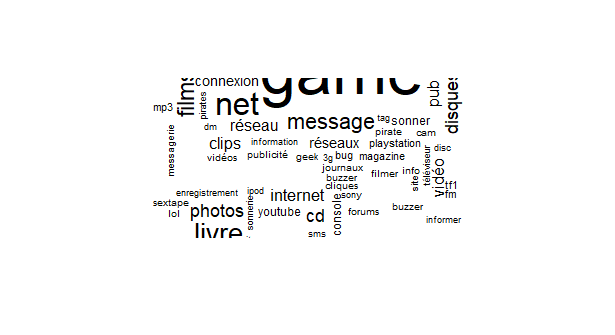 game
films
connexion
pub
disques
mp3
pirates
net
message
tag
sonner
dm
réseau
pirate
cam
messagerie
clips
information
réseaux
playstation
disc
vidéos
publicité
geek
3g
bug
magazine
téléviseur
vidéo
journaux
filmer
info
site
buzzer
cliques
tf1
enregistrement
ipod
internet
sony
fm
sextape
sonnerie
console
lol
photos
youtube
cd
forums
buzzer
informer
livre
sms